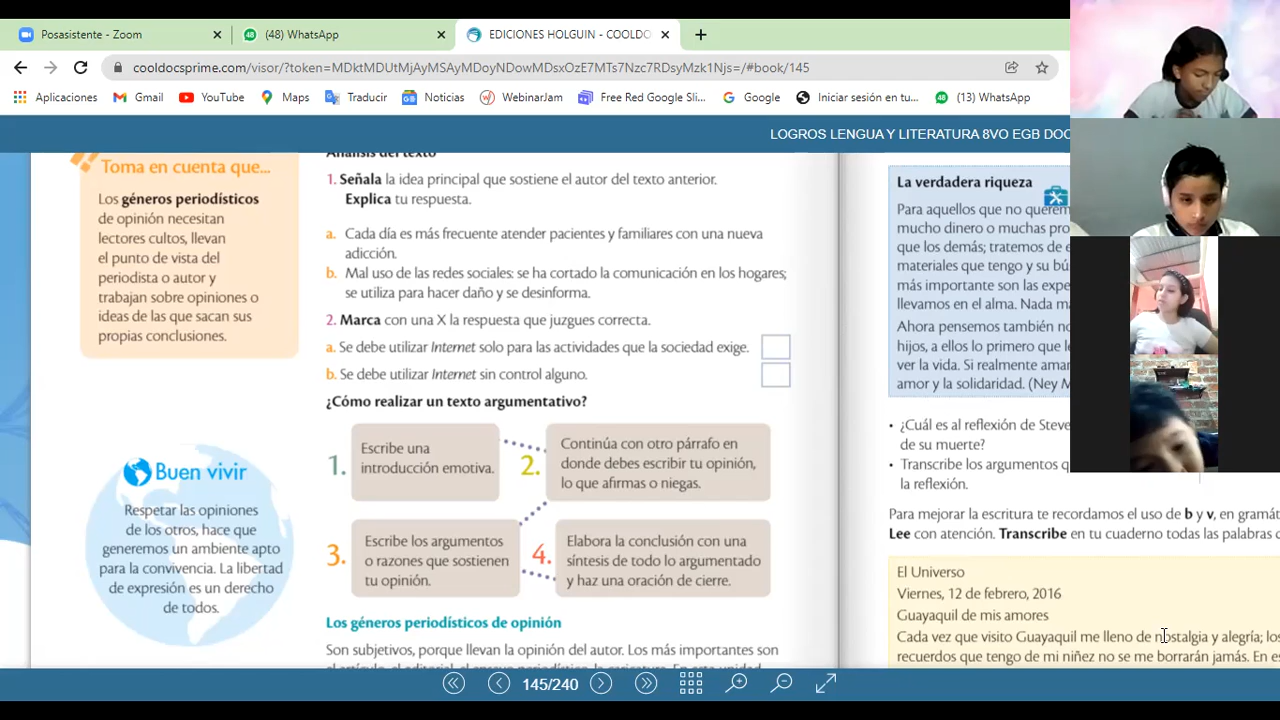 Posasistente - Zoom
(48) WhatsApp
EDICIONES HOLGUIN - COOLDO
cooldocsprime.com/visor/?token=MDktMDUtMjAyMSAyMDoyNDowMDsxOzE7MTs7Nzc7RDsyMzk1Njs=/#book/145
Aplicaciones
Gmail
YouTube
Maps
Traducir
Noticias
WebinarJam
Free Red Google Sli...
Google
Iniciar sesión en tu...
(13) WhatsApp
LOGROS LENGUA Y LITERATURA 8VO EGB DOC
Toma en cuenta que...
Los géneros periodísticos
de opinión necesitan
lectores cultos, llevan
el punto de vista del
periodista o autor y
trabajan sobre opiniones o
ideas de las que sacan sus
propias conclusiones.
Buen vivir
Respetar las opiniones
de los otros, hace que
generemos un ambiente apto
para la convivencia. La libertad
de expresión es un derecho
de todos.
Análisis del texto
1. Señala la idea principal que sostiene el autor del texto anterior.
Explica tu respuesta.
a. Cada día es más frecuente atender pacientes y familiares con una nueva
adicción.
b. Mal uso de las redes sociales: se ha cortado la comunicación en los hogares;
se utiliza para hacer daño y se desinforma.
2. Marca con una X la respuesta que juzgues correcta.
a. Se debe utilizar Internet solo para las actividades que la sociedad exige.
b. Se debe utilizar Internet sin control alguno.
¿Cómo realizar un texto argumentativo?
1. Escribe una
introducción emotiva.
2. Continúa con otro párrafo en
donde debes escribir tu opinión,
lo que afirmas o niegas.
3. Escribe los argumentos
o razones que sostienen
tu opinión.
4. Elabora la conclusión con una
síntesis de todo lo argumentado
y haz una oración de cierre.
Los géneros periodísticos de opinión
Son subjetivos, porque llevan la opinión del autor. Los más importantes son
La verdadera riqueza
Para aquellos que no querem
mucho dinero o muchas pro
que los demás; tratemos de e
materiales que tengo y su bú
más importante son las expe
llevamos en el alma. Nada ma
Ahora pensemos también no
hijos, a ellos lo primero que le
ver la vida. Si realmente amar
amor y la solidaridad. (Ney M
• ¿Cuál es al reflexión de Steve
de su muerte?
• Transcribe los argumentos q
la reflexión.
Para mejorar la escritura te recordamos el uso de b y v, en gramát
Lee con atención. Transcribe en tu cuaderno todas las palabras c
El Universo
Viernes, 12 de febrero, 2016
Guayaquil de mis amores
Cada vez que visito Guayaquil me lleno de nostalgia y alegría; los
recuerdos que tengo de mi niñez no se me borrarán jamás. En es
145/240